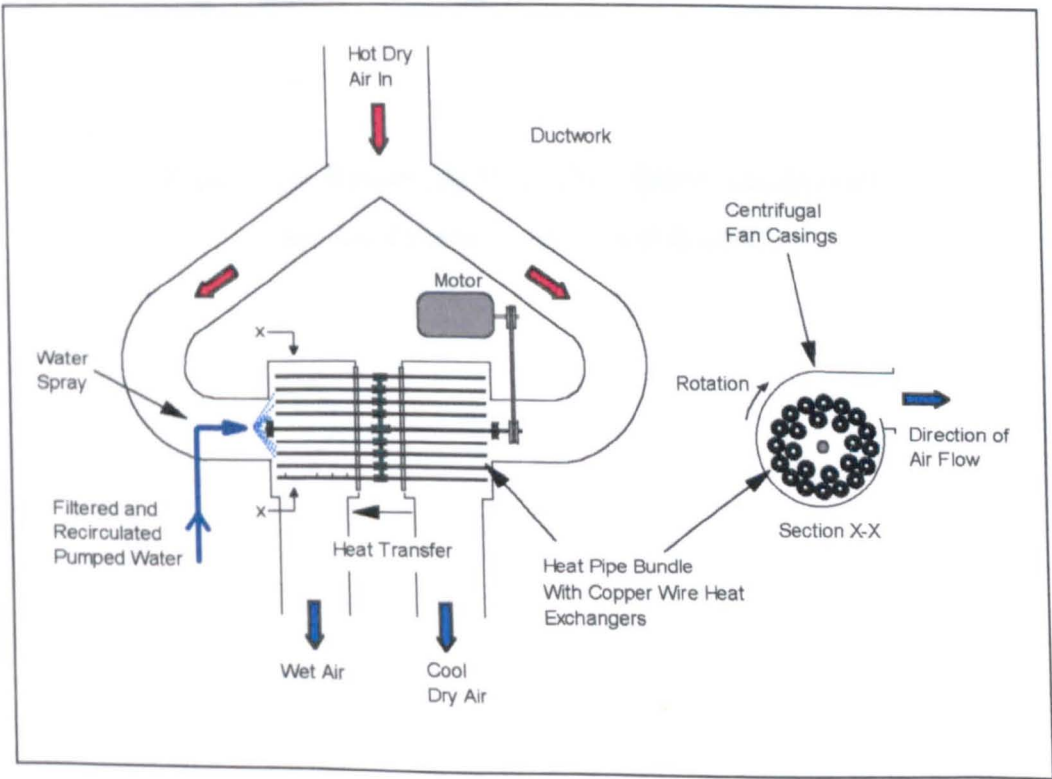 Hot Dry
Air In
Ductwork
Centrifugal
Fan Casings
Motor
x
Water
Spray
Rotation
Direction of
Air Flow
x
Filtered and
Recirculated
Pumped Water
Heat Transfer
Section X-X
Heat Pipe Bundle
With Copper Wire Heat
Exchangers
Wet Air
Cool
Dry Air